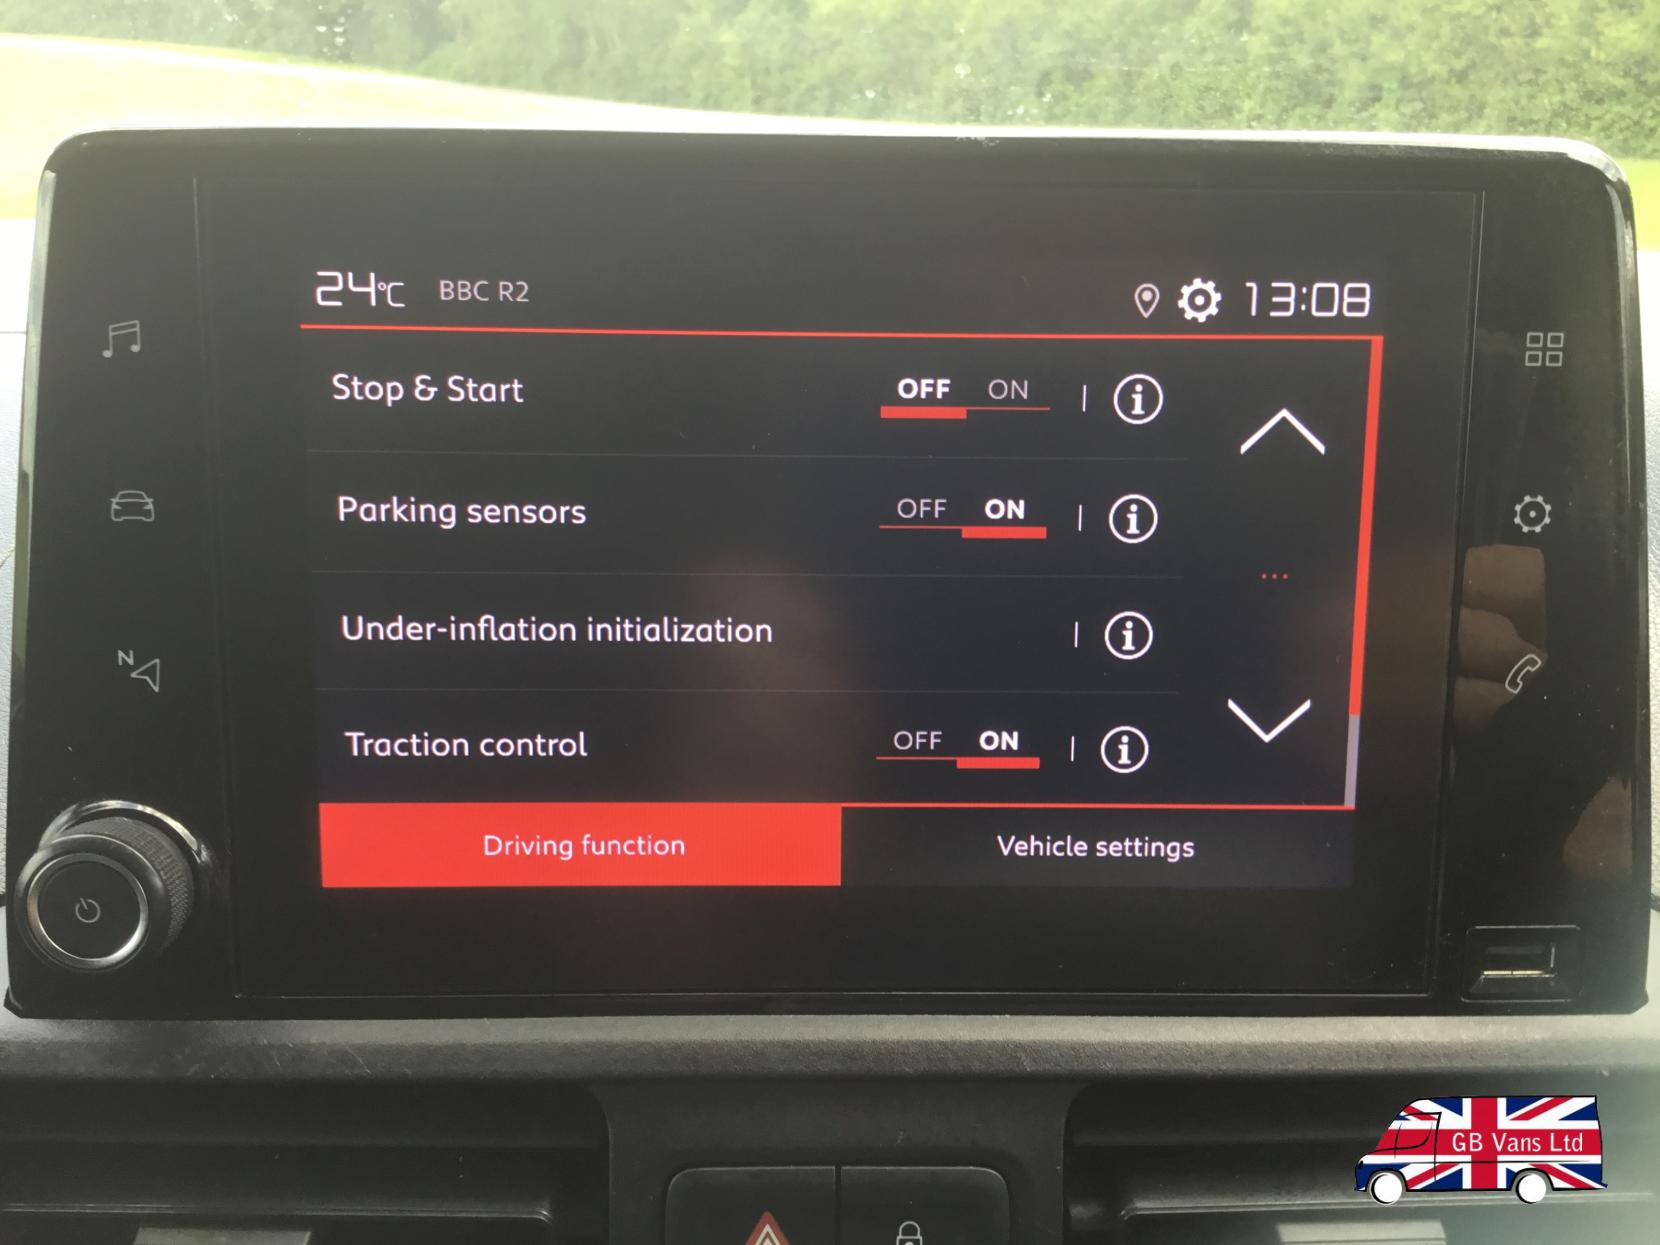 24°C BBC R2 13:08
Stop & Start OFF ON
Parking sensors OFF ON
Under-inflation initialization
Traction control OFF ON
Driving function Vehicle settings
N
GB Vans Ltd